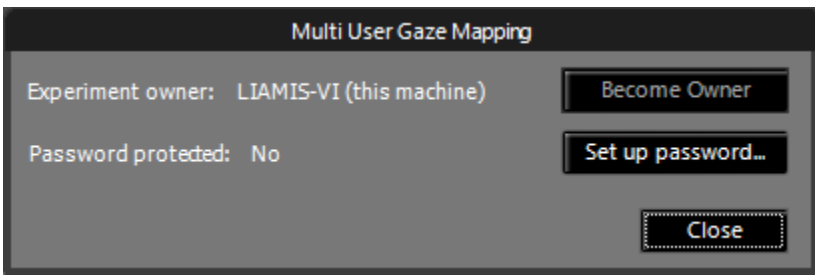 Multi User Gaze Mapping
Experiment owner: LIAMIS-VI (this machine) Become Owner
Password protected: No Set up password...
Close